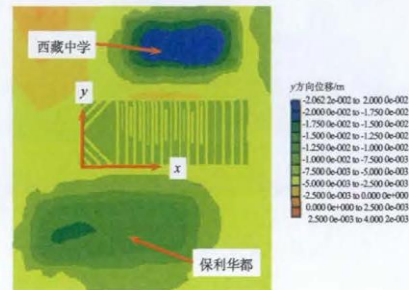 西藏中学
y
x
保利华都
y方向位移/m
-2.062 2e-002 to 2.000 0e-002
-2.000 0e-002 to -1.750 0e-002
-1.750 0e-002 to -1.500 0e-002
-1.500 0e-002 to -1.250 0e-002
-1.250 0e-002 to -1.000 0e-002
-1.000 0e-002 to -7.500 0e-003
-7.500 0e-003 to -5.000 0e-003
-5.000 0e-003 to -2.500 0e-003
-2.500 0e-003 to 0.000 0e+000
0.000 0e+000 to 2.500 0e-003
2.500 0e-003 to 4.000 2e-003